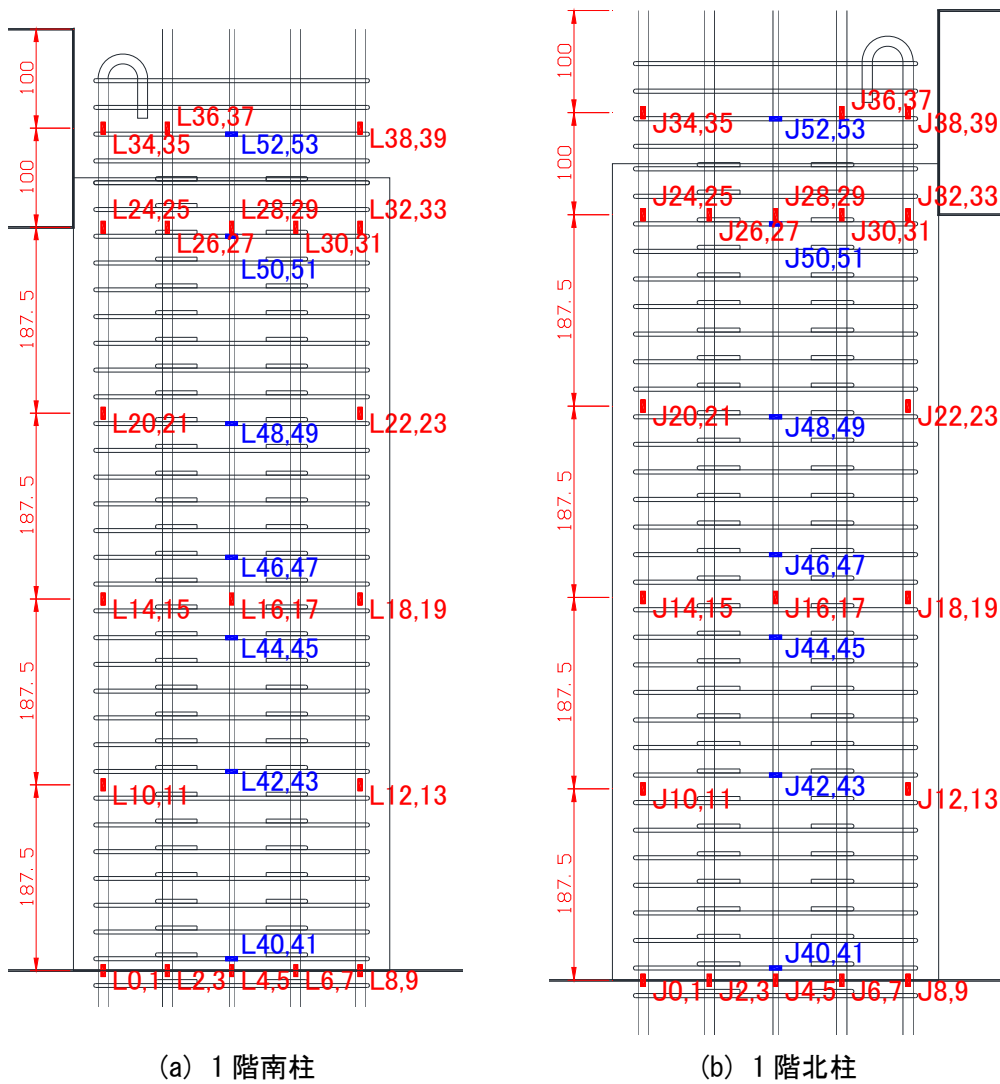 100
L36,37
L34,35
L52,53
L38,39
100
L24,25
L28,29
L32,33
L26,27
L30,31
L50,51
187.5
L20,21
L48,49
L22,23
187.5
L46,47
L14,15
L16,17
L18,19
L44,45
187.5
L42,43
L10,11
L12,13
187.5
L40,41
L0,1
L2,3
L4,5
L6,7
L8,9
(a) 1階南柱
100
J36,37
J34,35
J52,53
J38,39
100
J24,25
J28,29
J32,33
J26,27
J30,31
J50,51
187.5
J20,21
J48,49
J22,23
187.5
J46,47
J14,15
J16,17
J18,19
J44,45
187.5
J42,43
J10,11
J12,13
187.5
J40,41
J0,1
J2,3
J4,5
J6,7
J8,9
(b) 1階北柱